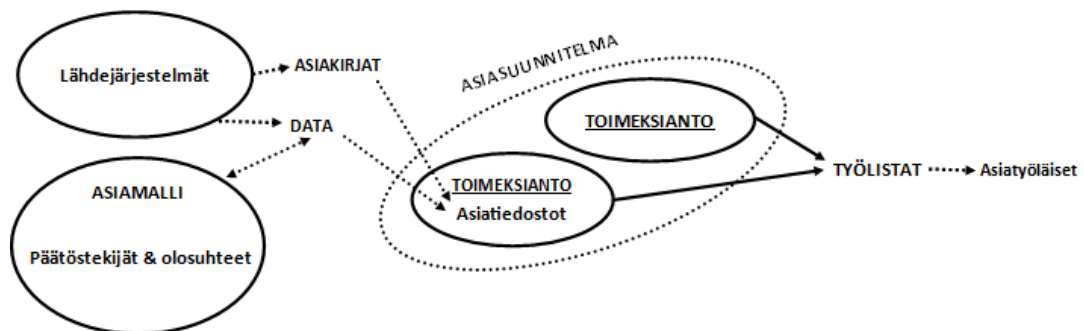 Lähdejärjestelmät
ASIAKIRJAT
DATA
ASIAMALLI
Päätöstekijät & olosuhteet
ASIASUUNNITELMA
TOIMEKSIANTO
TOIMEKSIANTO
Asiatiedostot
TYÖLISTAT
Asiatyöläiset